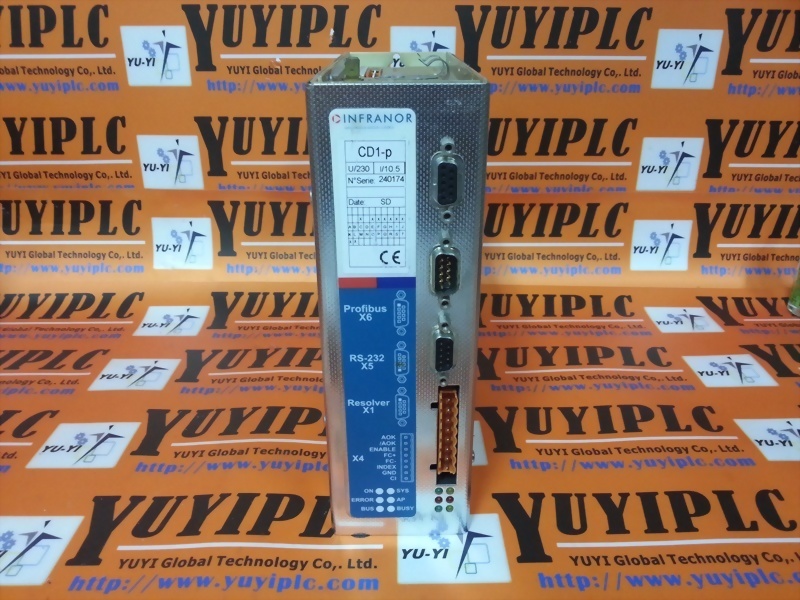 INFRANOR
CD1-p
U/230 I/10.5
N°Serie: 240174
Date: SD
CE
Profibus
X6
RS-232
X5
Resolver
X1
X4
AOK
/AOK
ENABLE
FC+
FC-
INDEX
GND
CI
ON SYS
ERROR AP
BUS BUSY
YUYIPLC
YUYI Global Technology Co,. Ltd.
http://www.yuyiplc.com
YU-YI